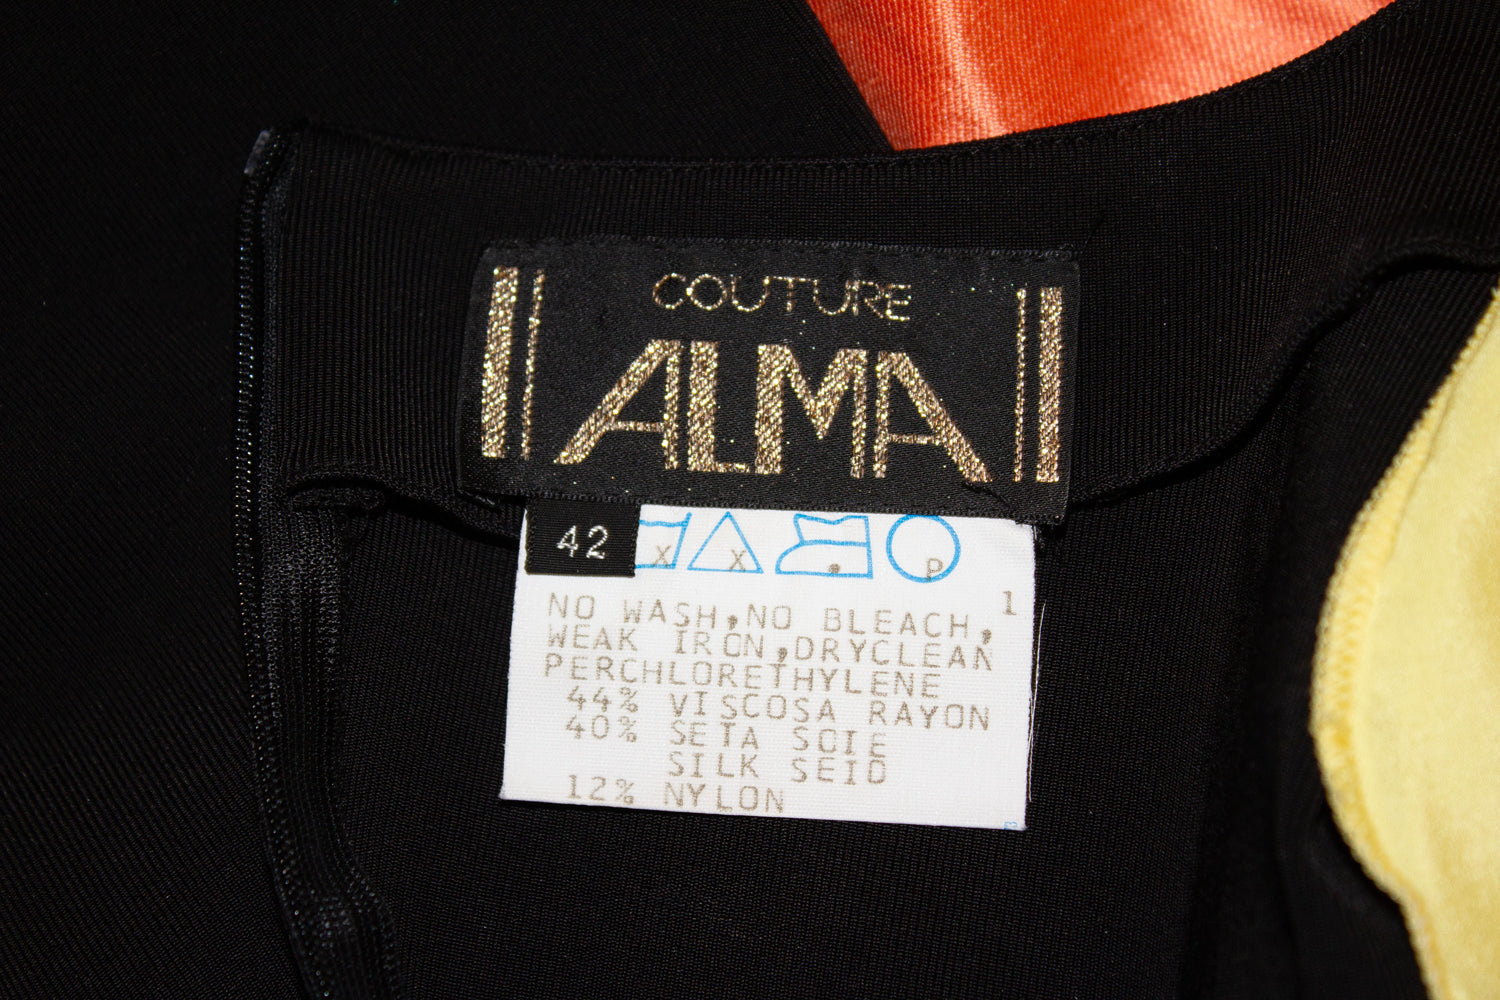 COUTURE
ALMA
42
X X P
1
NO WASH,NO BLEACH,
WEAK IRON,DRYCLEAN
PERCHLORETHYLENE
44% VISCOSA RAYON
40% SETA SOIE
SILK SEID
12% NYLON